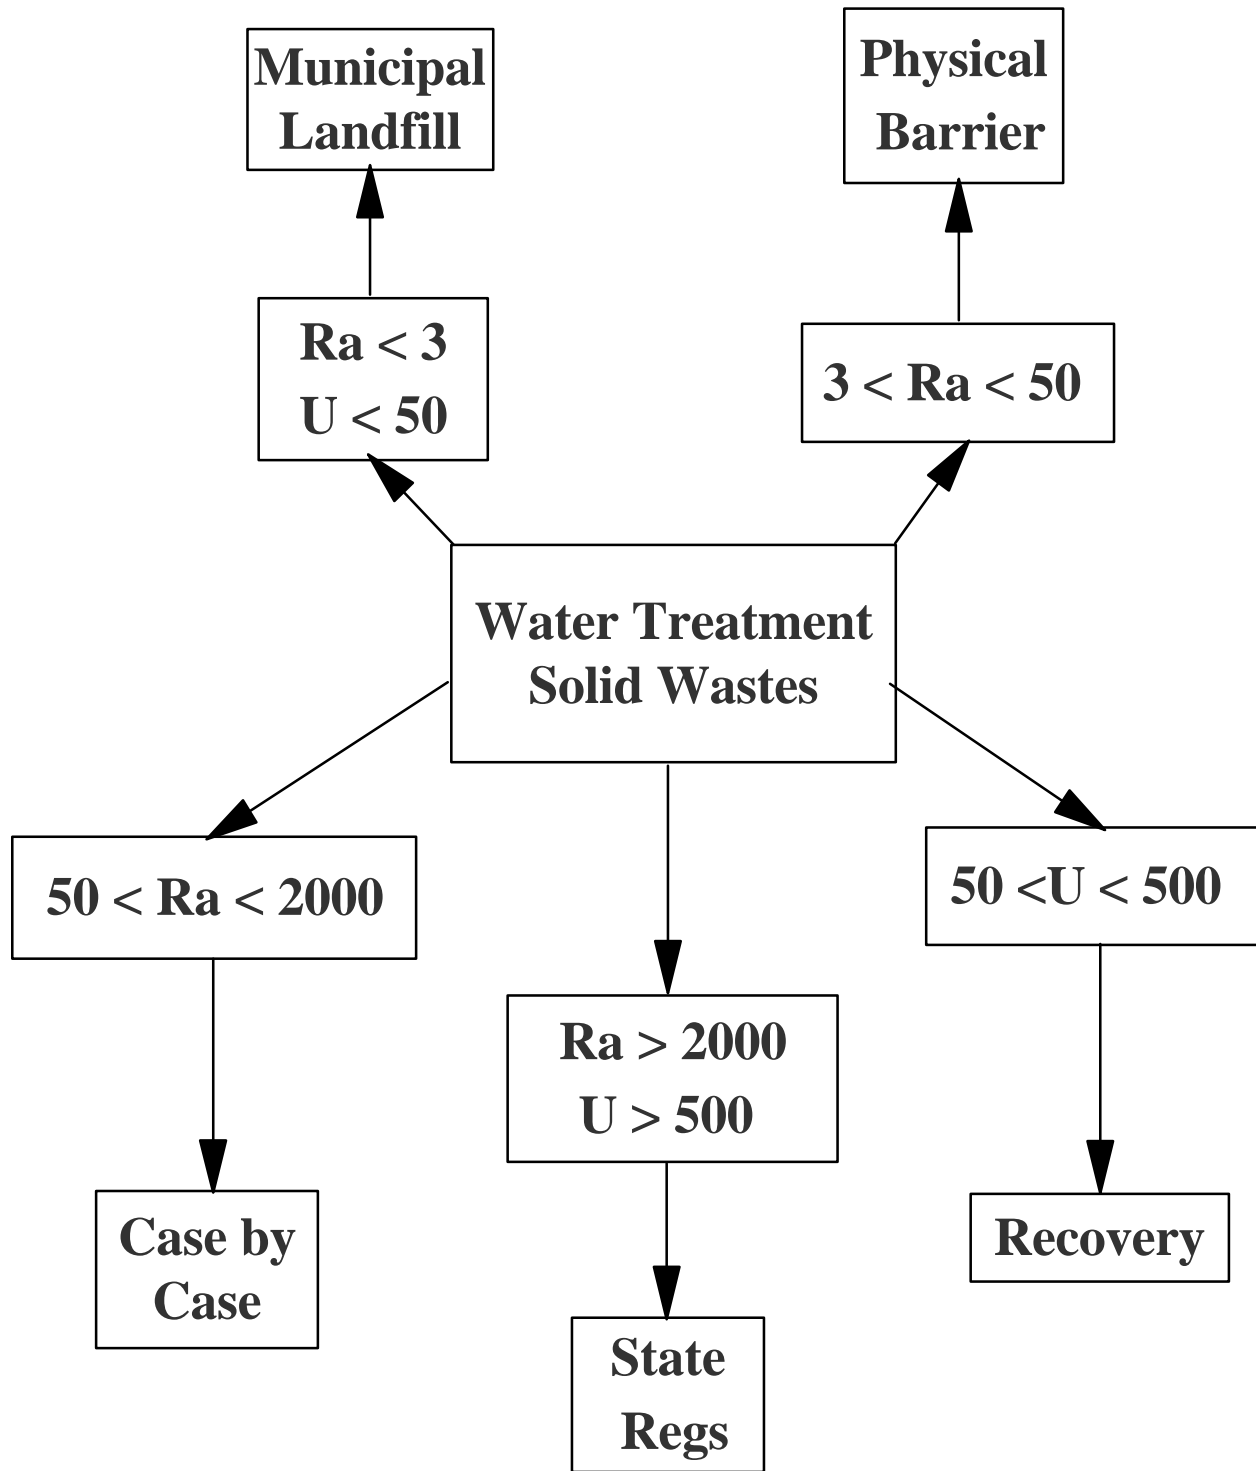 Municipal
Landfill
Physical
Barrier
Ra < 3
U < 50
3 < Ra < 50
Water Treatment
Solid Wastes
50 < Ra < 2000
50 <U < 500
Ra > 2000
U > 500
Case by
Case
Recovery
State
Regs